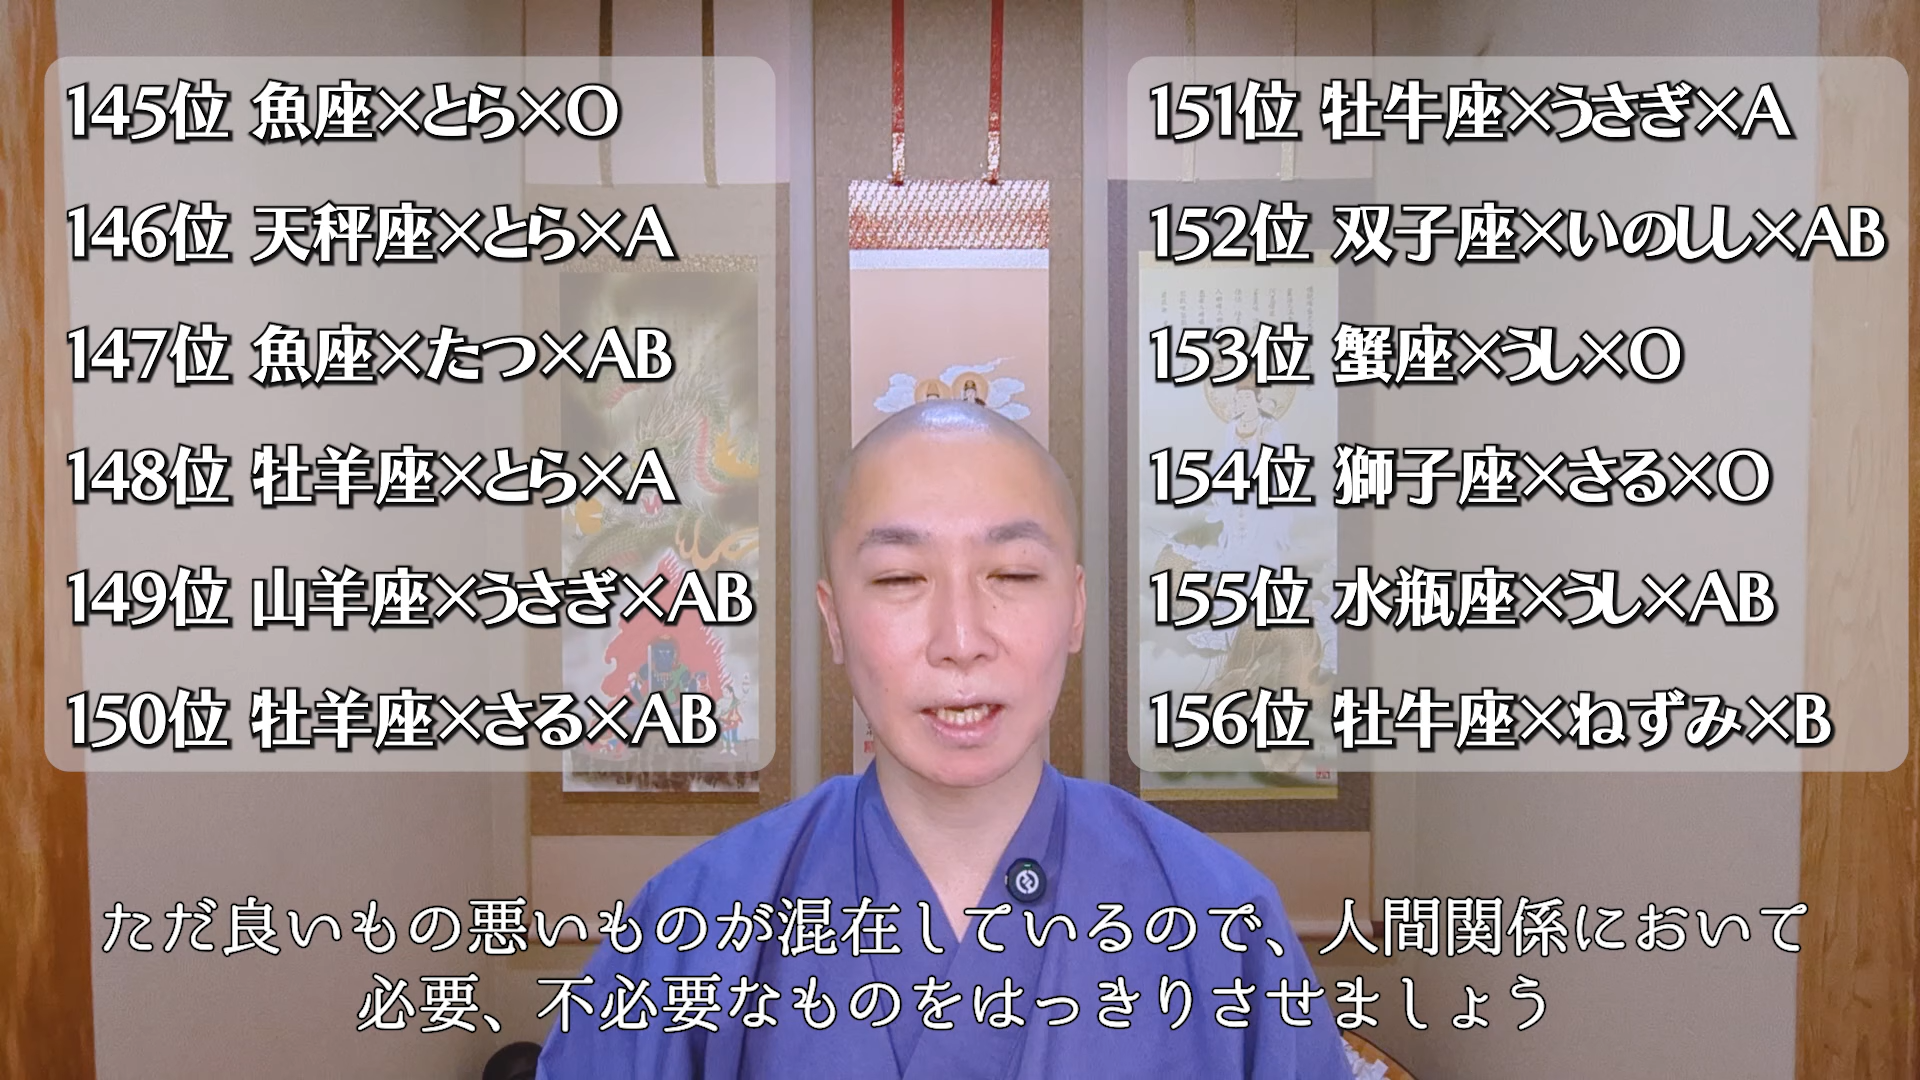 145位 魚座×とら×O
146位 天秤座×とら×A
147位 魚座×たつ×AB
148位 牡羊座×とら×A
149位 山羊座×うさぎ×AB
150位 牡羊座×さる×AB
151位 牡牛座×うさぎ×A
152位 双子座×いのしし×AB
153位 蟹座×うし×O
154位 獅子座×さる×O
155位 水瓶座×うし×AB
156位 牡牛座×ねずみ×B
ただ良いもの悪いものが混在しているので、人間関係において
必要、不必要なものをはっきりさせましょう